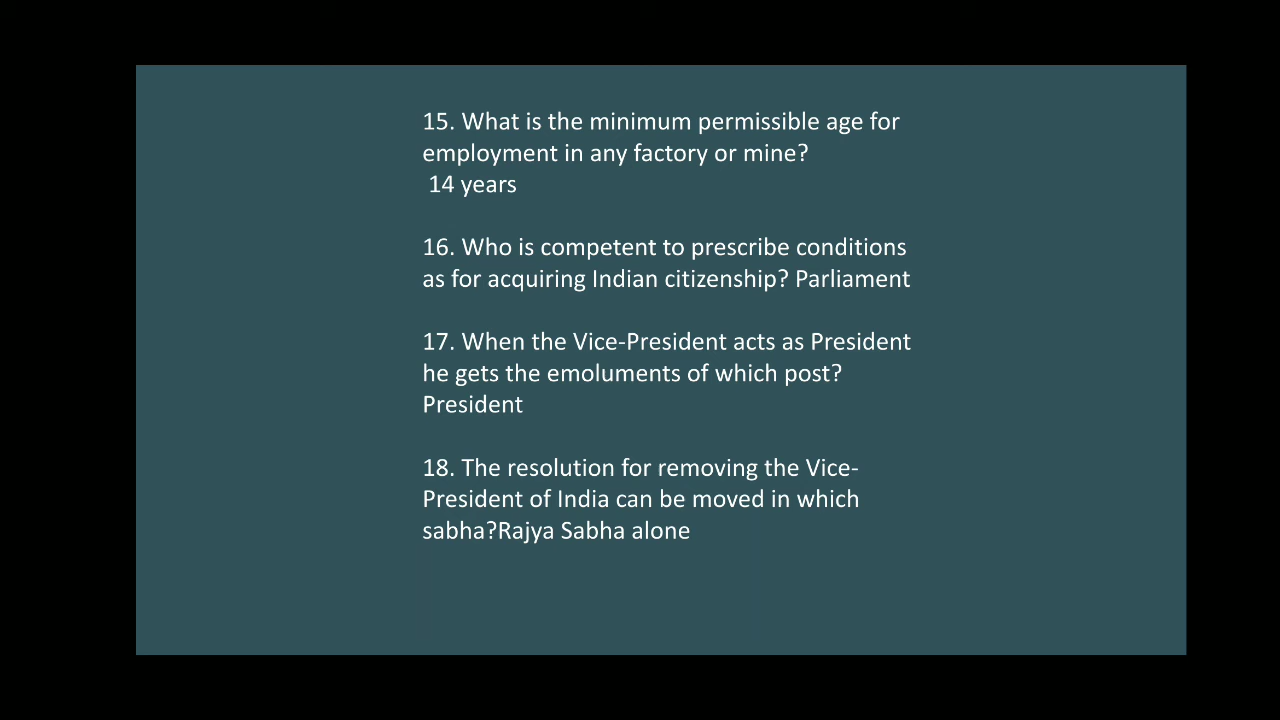 15. What is the minimum permissible age for
employment in any factory or mine?
14 years
16. Who is competent to prescribe conditions
as for acquiring Indian citizenship? Parliament
17. When the Vice-President acts as President
he gets the emoluments of which post?
President
18. The resolution for removing the Vice-
President of India can be moved in which
sabha?Rajya Sabha alone